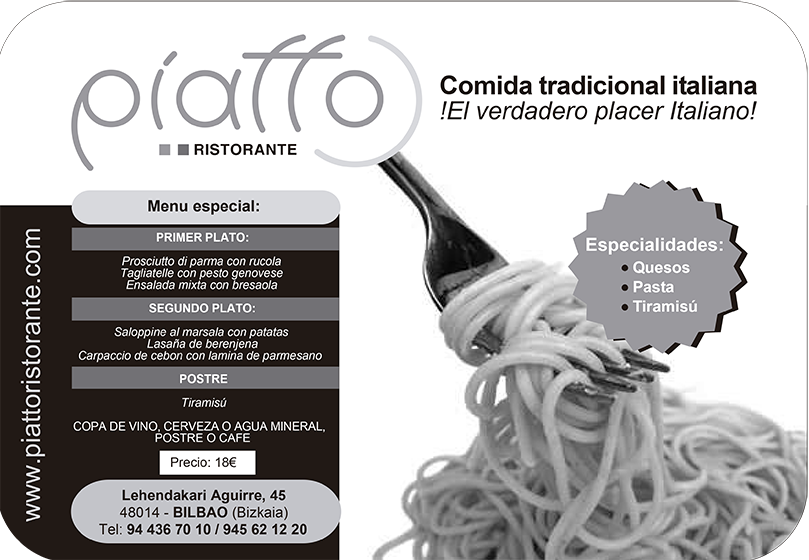 piatto
RISTORANTE
Comida tradicional italiana
!El verdadero placer Italiano!
Menu especial:
PRIMER PLATO:
Prosciutto di parma con rucola
Tagliatelle con pesto genovese
Ensalada mixta con bresaola
SEGUNDO PLATO:
Saloppine al marsala con patatas
Lasaña de berenjena
Carpaccio de cebon con lamina de parmesano
POSTRE
Tiramisú
COPA DE VINO, CERVEZA O AGUA MINERAL,
POSTRE O CAFE
Precio: 18€
Lehendakari Aguirre, 45
48014 - BILBAO (Bizkaia)
Tel: 94 436 70 10 / 945 62 12 20
www.piattoristorante.com
Especialidades:
• Quesos
• Pasta
• Tiramisú